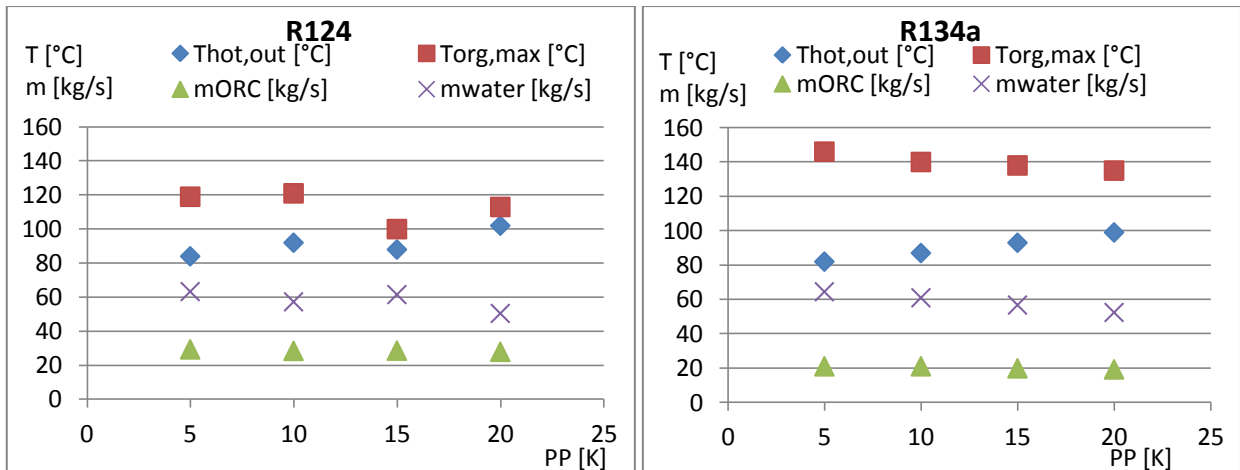 R124
T [°C]
m [kg/s]
Thot,out [°C]
Torg,max [°C]
mORC [kg/s]
mwater [kg/s]
160
140
120
100
80
60
40
20
0
0 5 10 15 20 25
PP [K]
R134a
T [°C]
m [kg/s]
Thot,out [°C]
Torg,max [°C]
mORC [kg/s]
mwater [kg/s]
160
140
120
100
80
60
40
20
0
0 5 10 15 20 25
PP [K]